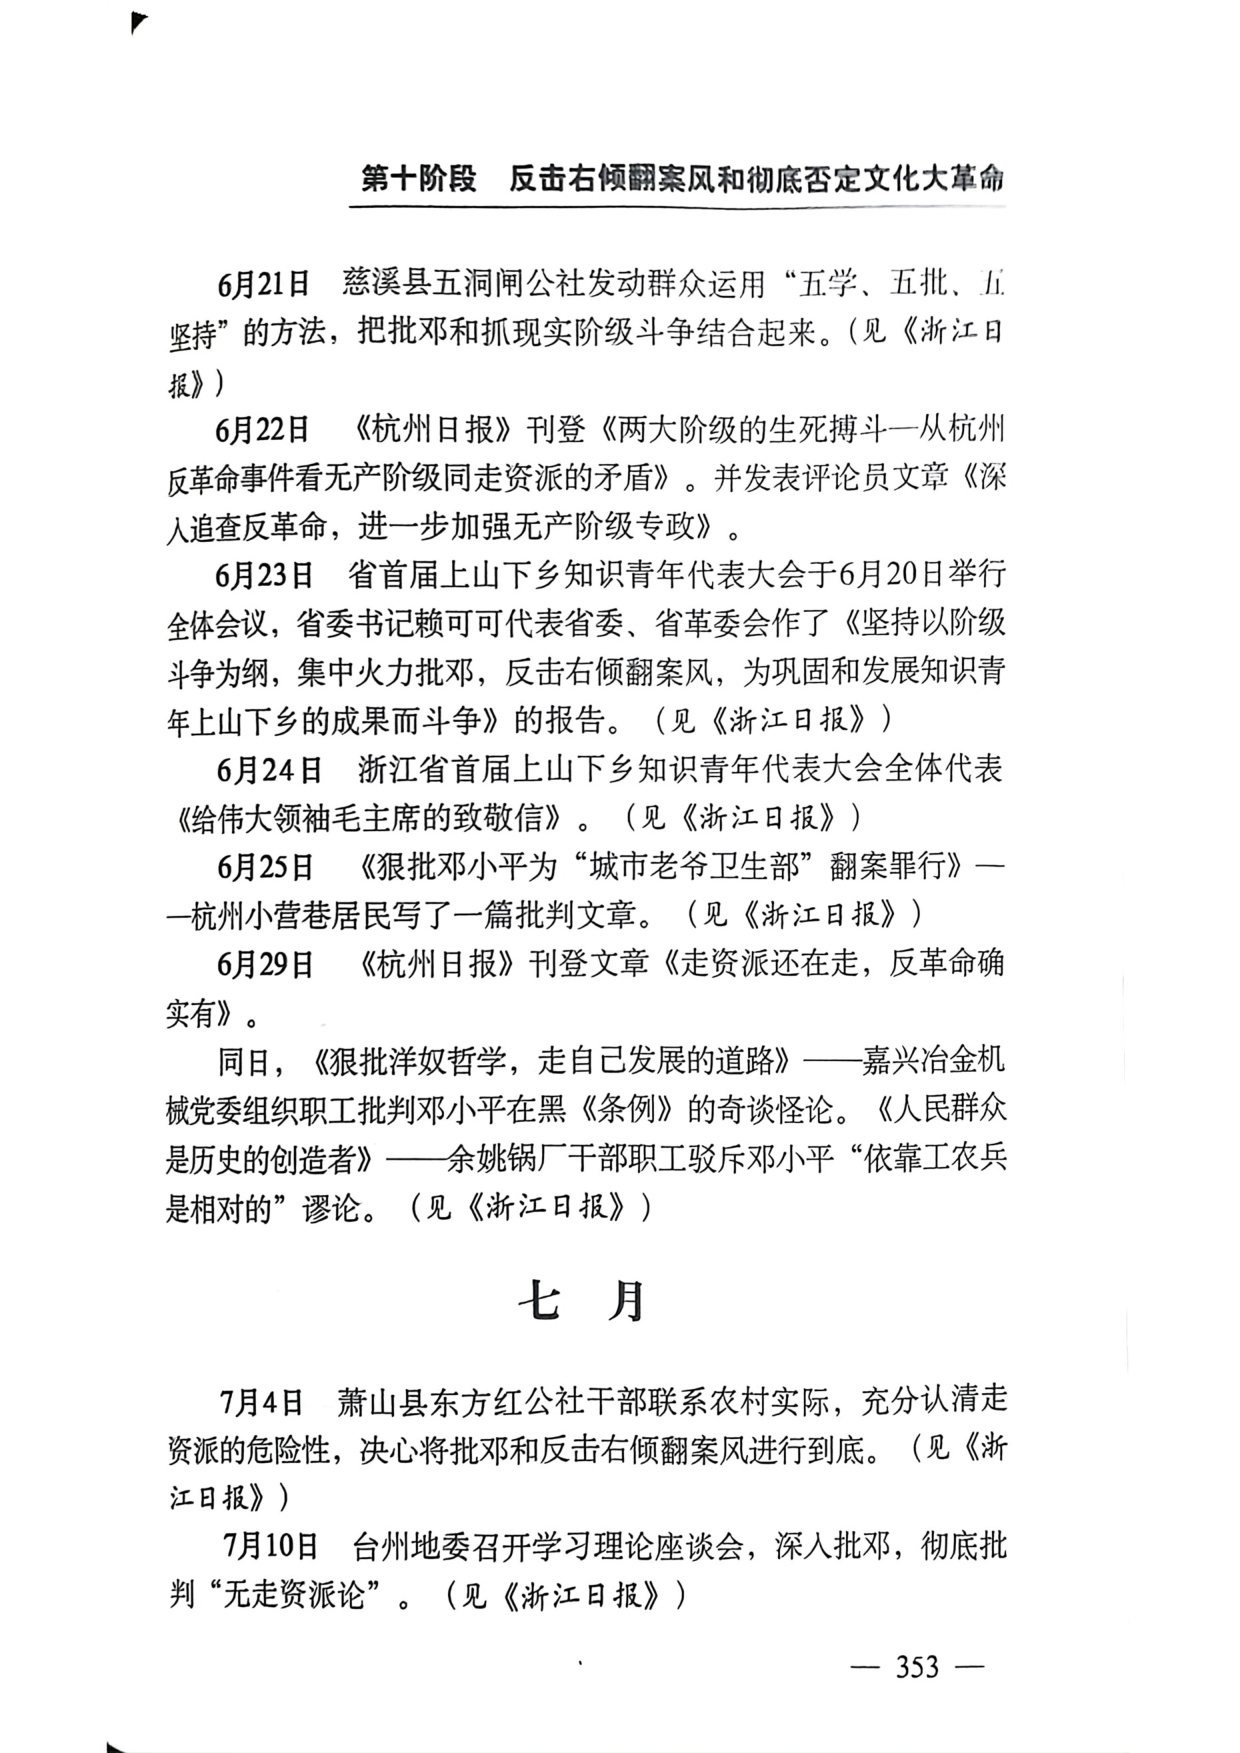 第十阶段　反击右倾翻案风和彻底否定文化大革命
6月21日　慈溪县五洞闸公社发动群众运用“五学、五批、五
坚持”的方法，把批邓和抓现实阶级斗争结合起来。（见《浙江日
报》）
6月22日　《杭州日报》刊登《两大阶级的生死搏斗—从杭州
反革命事件看无产阶级同走资派的矛盾》。并发表评论员文章《深
入追查反革命，进一步加强无产阶级专政》。
6月23日　省首届上山下乡知识青年代表大会于6月20日举行
全体会议，省委书记赖可可代表省委、省革委会作了《坚持以阶级
斗争为纲，集中火力批邓，反击右倾翻案风，为巩固和发展知识青
年上山下乡的成果而斗争》的报告。（见《浙江日报》）
6月24日　浙江省首届上山下乡知识青年代表大会全体代表
《给伟大领袖毛主席的致敬信》。（见《浙江日报》）
6月25日　《狠批邓小平为“城市老爷卫生部”翻案罪行》—
—杭州小营巷居民写了一篇批判文章。（见《浙江日报》）
6月29日　《杭州日报》刊登文章《走资派还在走，反革命确
实有》。
同日，《狠批洋奴哲学，走自己发展的道路》——嘉兴冶金机
械党委组织职工批判邓小平在黑《条例》的奇谈怪论。《人民群众
是历史的创造者》——余姚锅厂干部职工驳斥邓小平“依靠工农兵
是相对的”谬论。（见《浙江日报》）
七　月
7月4日　萧山县东方红公社干部联系农村实际，充分认清走
资派的危险性，决心将批邓和反击右倾翻案风进行到底。（见《浙
江日报》）
7月10日　台州地委召开学习理论座谈会，深入批邓，彻底批
判“无走资派论”。（见《浙江日报》）
— 353 —